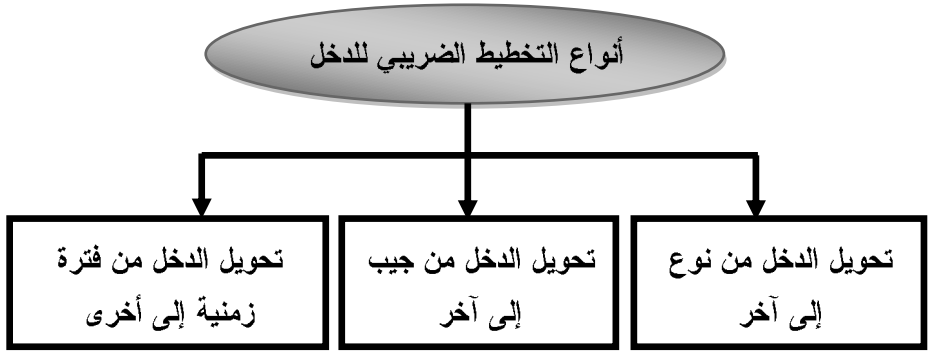 أنواع التخطيط الضريبي للدخل
تحويل الدخل من نوع
إلى آخر
تحويل الدخل من جيب
إلى آخر
تحويل الدخل من فترة
زمنية إلى أخرى